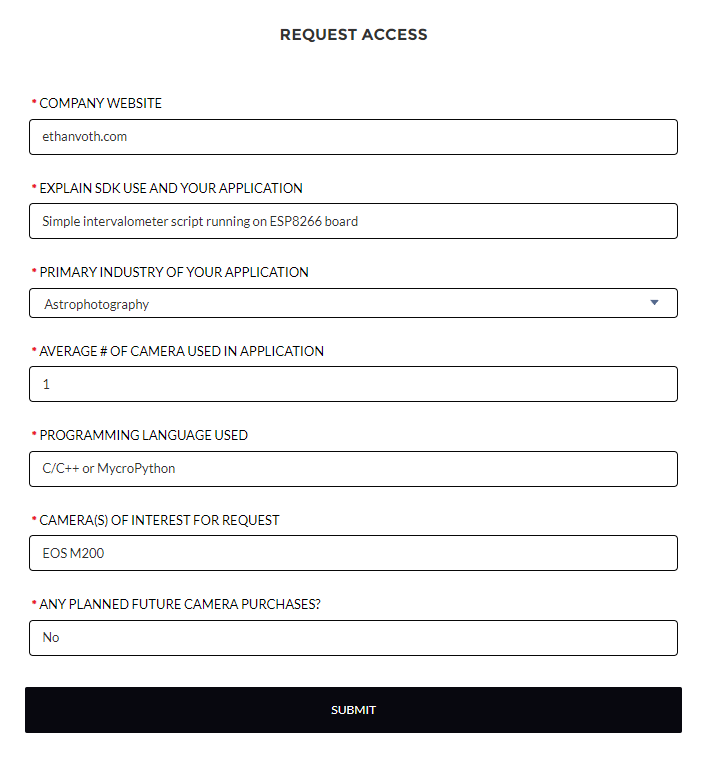 REQUEST ACCESS
* COMPANY WEBSITE
ethanvoth.com
* EXPLAIN SDK USE AND YOUR APPLICATION
Simple intervalometer script running on ESP8266 board
* PRIMARY INDUSTRY OF YOUR APPLICATION
Astrophotography
* AVERAGE # OF CAMERA USED IN APPLICATION
1
* PROGRAMMING LANGUAGE USED
C/C++ or MycroPython
* CAMERA(S) OF INTEREST FOR REQUEST
EOS M200
* ANY PLANNED FUTURE CAMERA PURCHASES?
No
SUBMIT